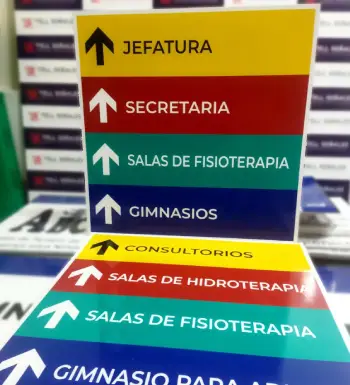 JEFATURA
SECRETARIA
SALAS DE FISIOTERAPIA
GIMNASIOS
CONSULTORIOS
SALAS DE HIDROTERAPIA
SALAS DE FISIOTERAPIA
GIMNASIO PARA